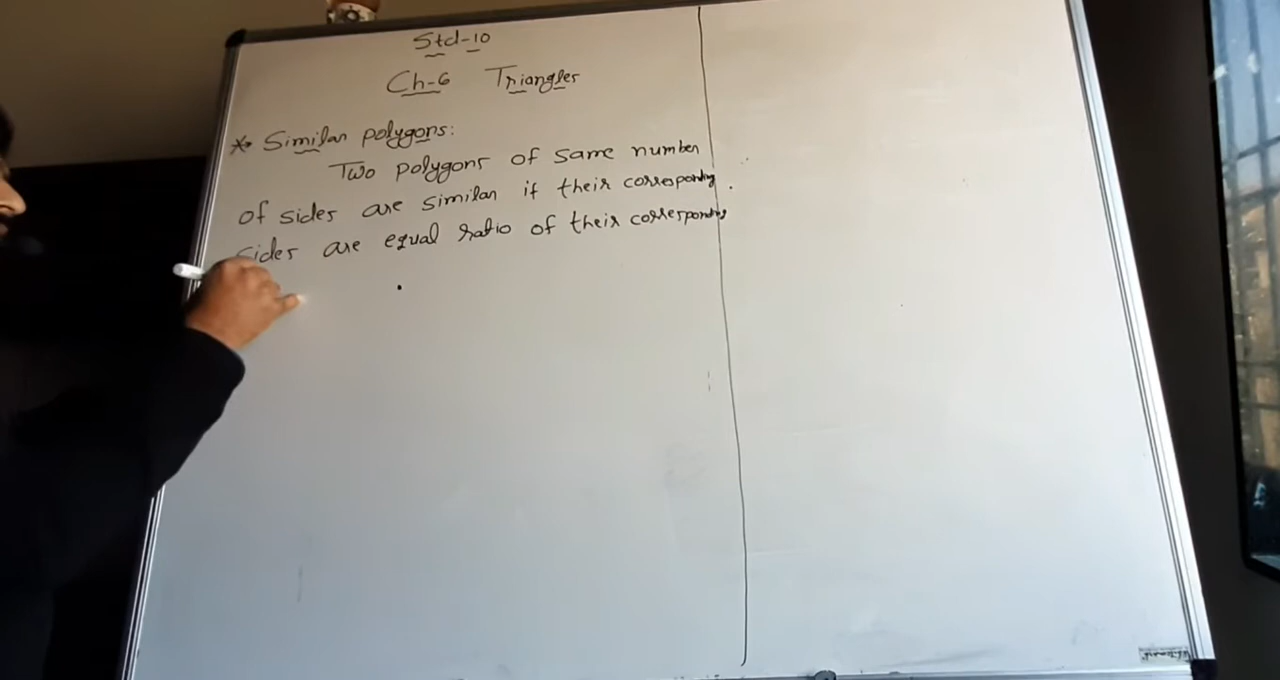 Std-10
Ch-6 Triangles
* Similar polygons:
Two polygons of same number
of sides are similar if their corresponding
sides are equal ratio of their corresponding